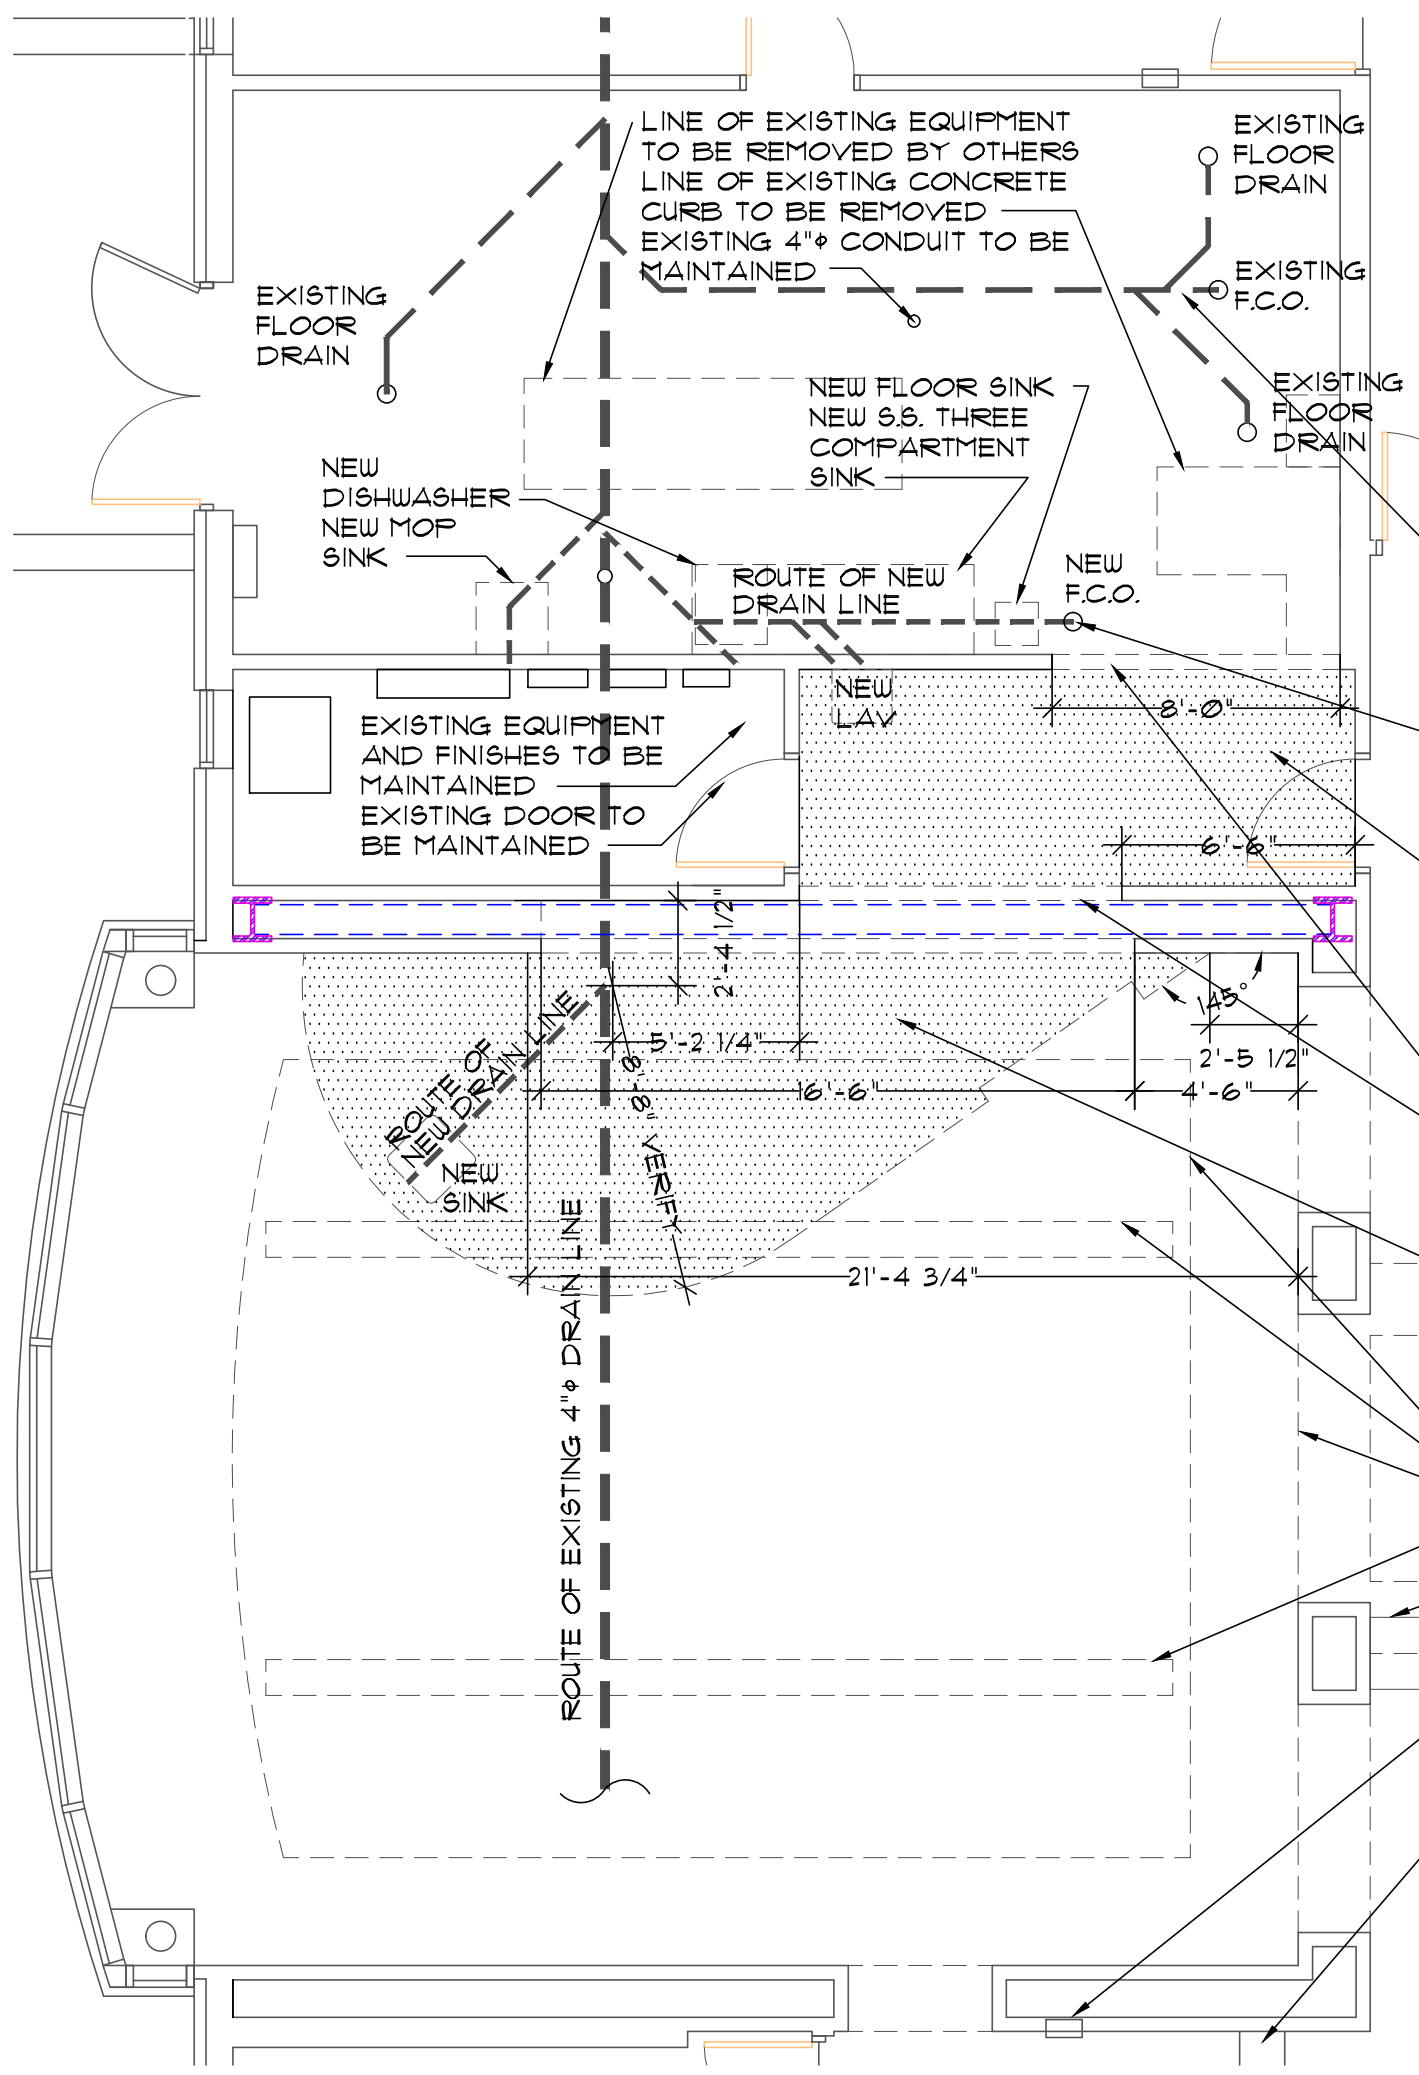 LINE OF EXISTING EQUIPMENT
TO BE REMOVED BY OTHERS
LINE OF EXISTING CONCRETE
CURB TO BE REMOVED
EXISTING 4"ϕ CONDUIT TO BE
MAINTAINED
EXISTING
FLOOR
DRAIN
EXISTING
F.C.O.
EXISTING
FLOOR
DRAIN
EXISTING
FLOOR
DRAIN
NEW FLOOR SINK
NEW S.S. THREE
COMPARTMENT
SINK
NEW
DISHWASHER
NEW MOP
SINK
ROUTE OF NEW
DRAIN LINE
NEW
F.C.O.
NEW
LAV
8'-0"
EXISTING EQUIPMENT
AND FINISHES TO BE
MAINTAINED
EXISTING DOOR TO
BE MAINTAINED
6'-6"
2'-4 1/2"
145°
5'-2 1/4"
2'-5 1/2"
16'-6"
4'-6"
8'-8" VERIFY
ROUTE OF
NEW DRAIN LINE
NEW
SINK
21'-4 3/4"
ROUTE OF EXISTING 4"ϕ DRAIN LINE